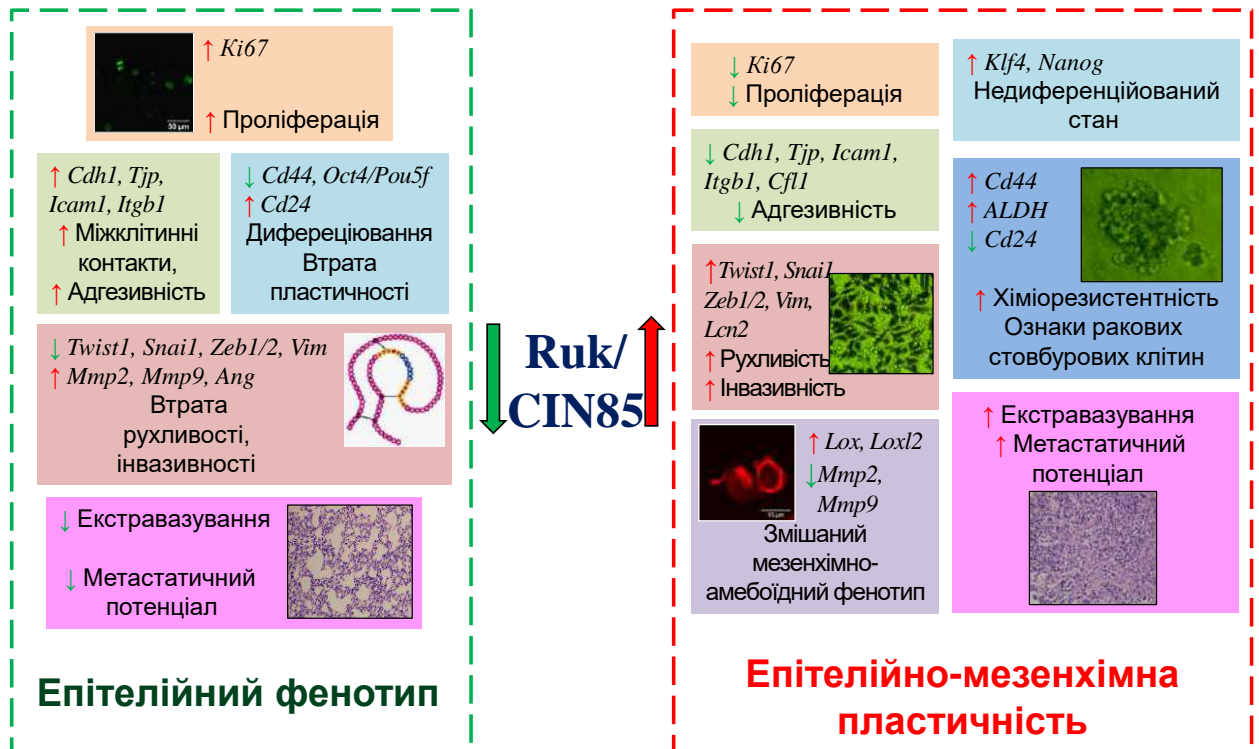 ↑ Ki67
50 µm
↑ Проліферація
↑ Cdh1, Tjp,
Icam1, Itgb1
↑ Міжклітинні
контакти,
↑ Адгезивність
↓ Cd44, Oct4/Pou5f
↑ Cd24
Дифереціювання
Втрата
пластичності
↓ Twist1, Snai1, Zeb1/2, Vim
↑ Mmp2, Mmp9, Ang
Втрата
рухливості,
інвазивності
↓ Екстравазування
↓ Метастатичний
потенціал
Епітелійний фенотип
Ruk/
CIN85
↓ Ki67
↓ Проліферація
↑ Klf4, Nanog
Недиференційований
стан
↓ Cdh1, Tjp, Icam1,
Itgb1, Cfl1
↓ Адгезивність
↑ Cd44
↑ ALDH
↓ Cd24
↑ Хіміорезистентність
Ознаки ракових
стовбурових клітин
↑Twist1, Snai1
Zeb1/2, Vim,
Lcn2
↑ Рухливість
↑ Інвазивність
↑ Lox, Loxl2
↓Mmp2,
Mmp9
Змішаний
мезенхімно-
амебоїдний фенотип
↑ Екстравазування
↑ Метастатичний
потенціал
Епітелійно-мезенхімна
пластичність